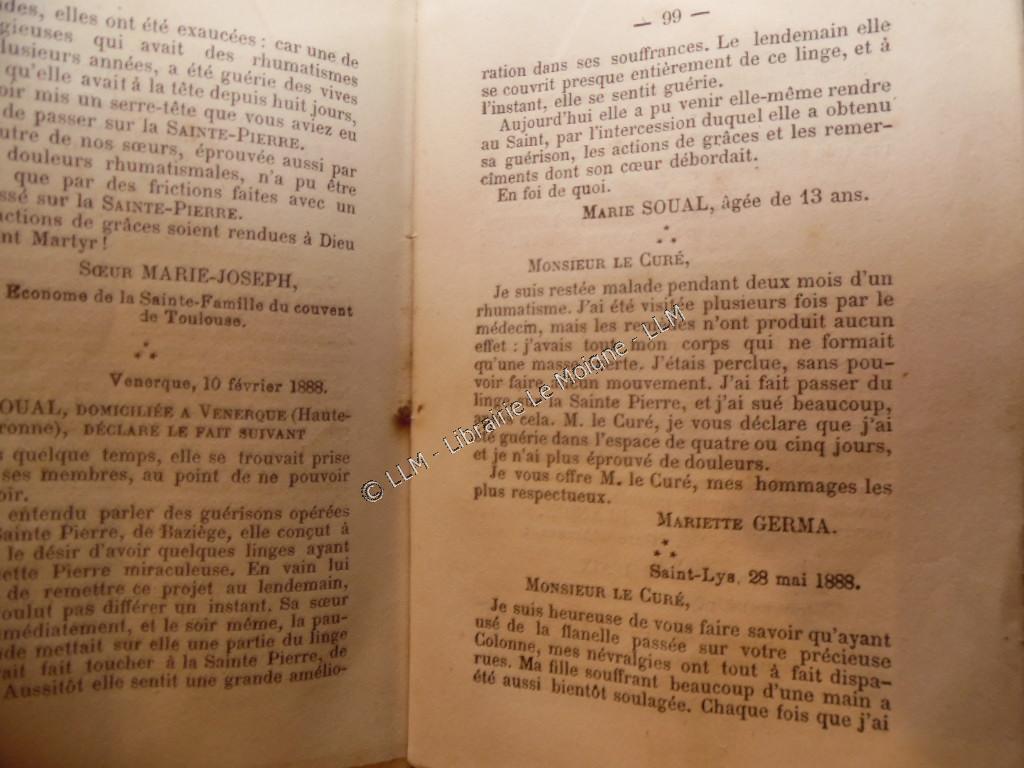 des, elles ont été exaucées : car une de
gieuses qui avait des rhumatismes
lusieurs années, a été guérie des vives
qu'elle avait à la tête depuis huit jours,
oir mis un serre-tête que vous aviez eu
de passer sur la SAINTE-PIERRE.
utre de nos sœurs, éprouvée aussi par
douleurs rhumatismales, n'a pu être
que par des frictions faites avec un
ssé sur la SAINTE-PIERRE.
actions de grâces soient rendues à Dieu
nt Martyr !
SŒUR MARIE-JOSEPH,
Econome de la Sainte-Famille du couvent
de Toulouse.
Venerque, 10 février 1888.
OUAL, DOMICILIÉE A VENERQUE (Haute-
ronne), DÉCLARE LE FAIT SUIVANT
s quelque temps, elle se trouvait prise
ses membres, au point de ne pouvoir
oir.
entendu parler des guérisons opérées
Sainte Pierre, de Baziège, elle conçut à
le désir d'avoir quelques linges ayant
ette Pierre miraculeuse. En vain lui
de remettre ce projet au lendemain,
oulut pas différer un instant. Sa sœur
mmédiatement, et le soir même, la pau-
de mettait sur elle une partie du linge
vait fait toucher à la Sainte Pierre, de
Aussitôt elle sentit une grande amélio-
— 99 —
ration dans ses souffrances. Le lendemain elle
se couvrit presque entièrement de ce linge, et à
l'instant, elle se sentit guérie.
Aujourd'hui elle a pu venir elle-même rendre
au Saint, par l'intercession duquel elle a obtenu
sa guérison, les actions de grâces et les remer-
cîments dont son cœur débordait.
En foi de quoi.
MARIE SOUAL, âgée de 13 ans.
MONSIEUR LE CURÉ,
Je suis restée malade pendant deux mois d'un
rhumatisme. J'ai été visitée plusieurs fois par le
médecin, mais les remèdes n'ont produit aucun
effet : j'avais tout mon corps qui ne formait
qu'une masse inerte. J'étais perclue, sans pou-
voir faire aucun mouvement. J'ai fait passer du
linge à la Sainte Pierre, et j'ai sué beaucoup,
après cela. M. le Curé, je vous déclare que j'ai
été guérie dans l'espace de quatre ou cinq jours,
et je n'ai plus éprouvé de douleurs.
Je vous offre M. le Curé, mes hommages les
plus respectueux.
MARIETTE GERMA.
Saint-Lys, 28 mai 1888.
MONSIEUR LE CURÉ,
Je suis heureuse de vous faire savoir qu'ayant
usé de la flanelle passée sur votre précieuse
Colonne, mes névralgies ont tout à fait dispa-
rues. Ma fille souffrant beaucoup d'une main a
été aussi bientôt soulagée. Chaque fois que j'ai
© LLM - Librairie Le Moigne - LLM